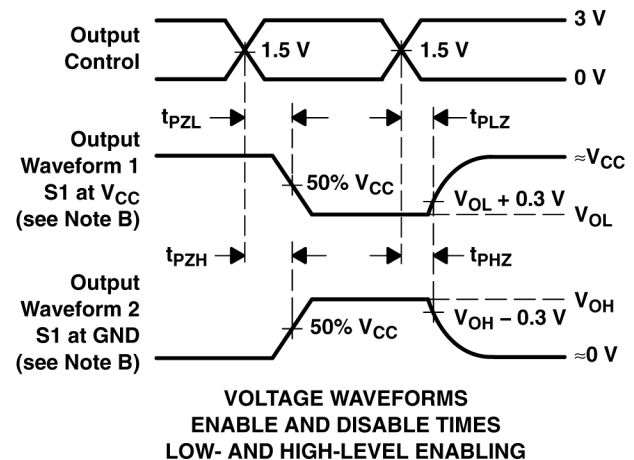 Output
Control
1.5 V
1.5 V
3 V
0 V
tPZL
tPLZ
Output
Waveform 1
S1 at VCC
(see Note B)
50% VCC
≈VCC
VOL + 0.3 V
VOL
tPZH
tPHZ
Output
Waveform 2
S1 at GND
(see Note B)
50% VCC
VOH
VOH − 0.3 V
≈0 V
VOLTAGE WAVEFORMS
ENABLE AND DISABLE TIMES
LOW- AND HIGH-LEVEL ENABLING